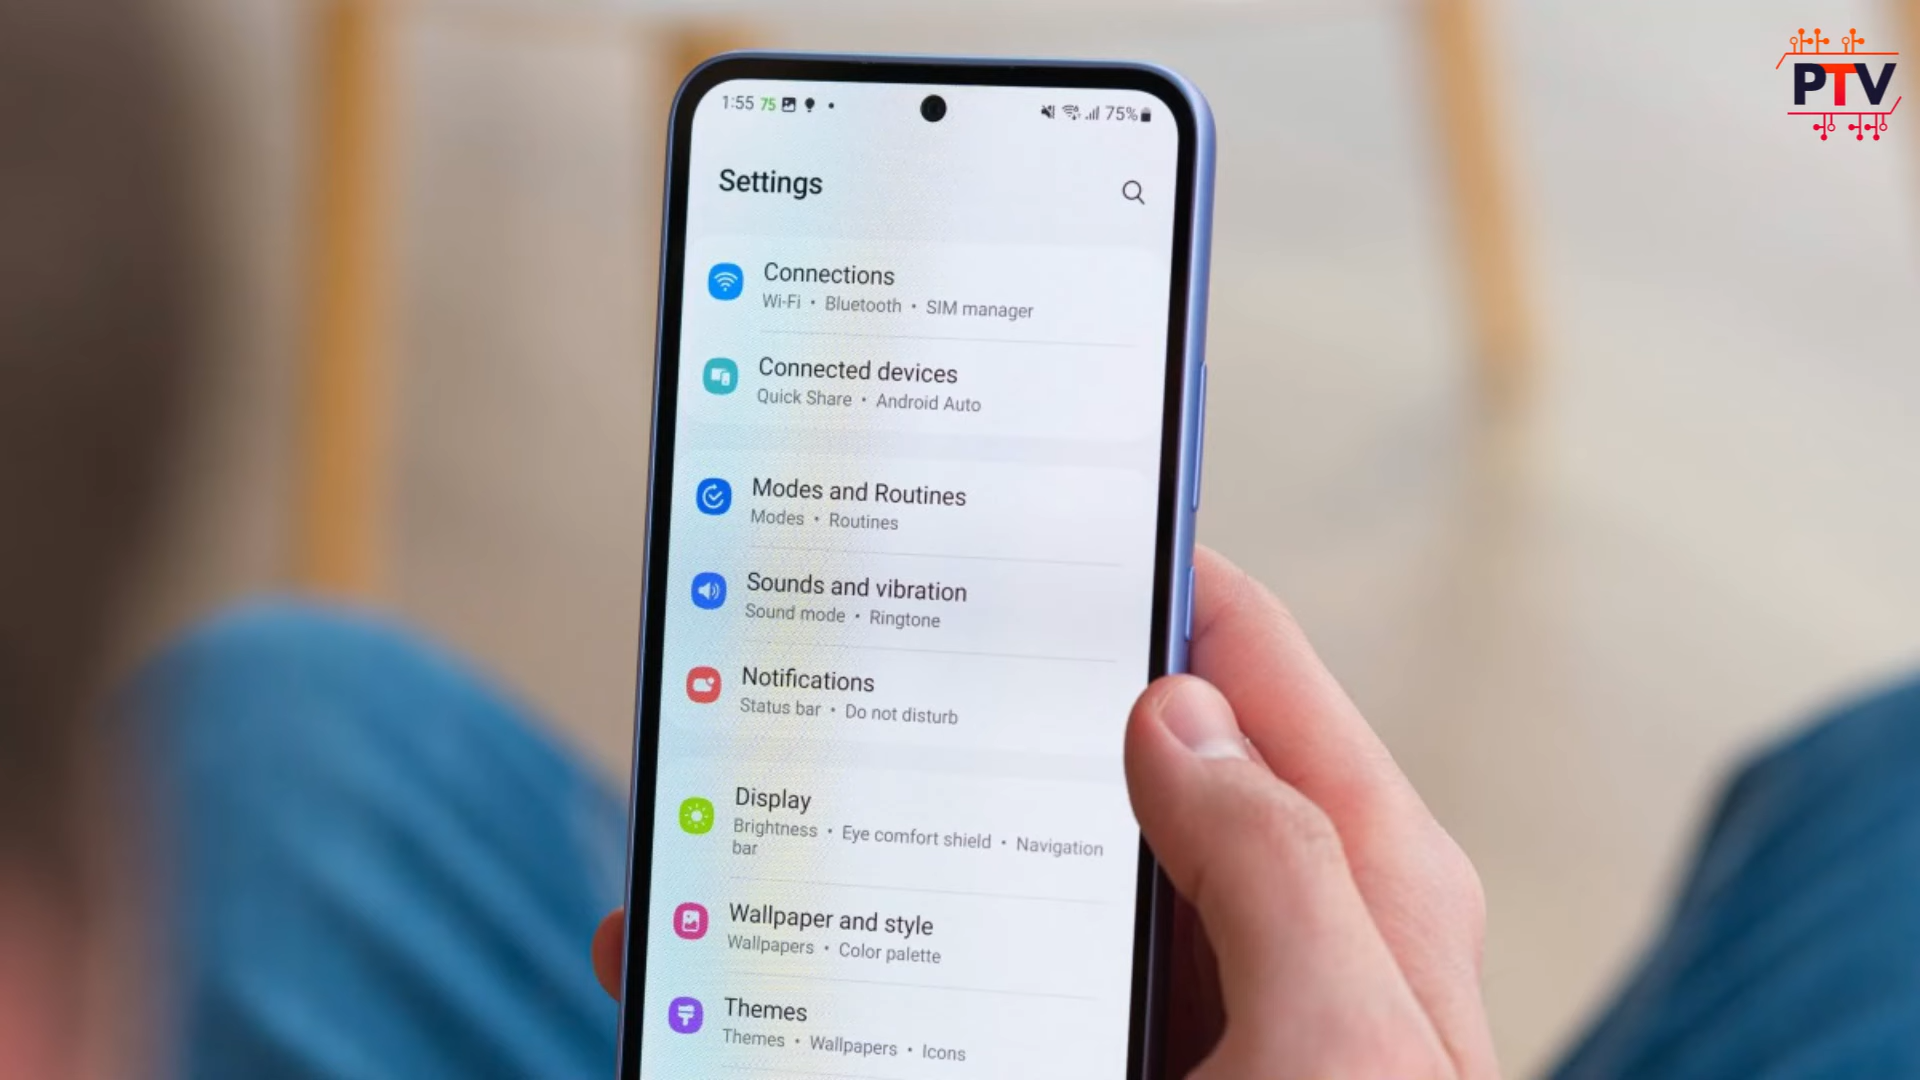 PTV
1:55 75 75%
Settings
Connections
Wi-Fi • Bluetooth • SIM manager
Connected devices
Quick Share • Android Auto
Modes and Routines
Modes • Routines
Sounds and vibration
Sound mode • Ringtone
Notifications
Status bar • Do not disturb
Display
Brightness • Eye comfort shield • Navigation
bar
Wallpaper and style
Wallpapers • Color palette
Themes
Themes • Wallpapers • Icons